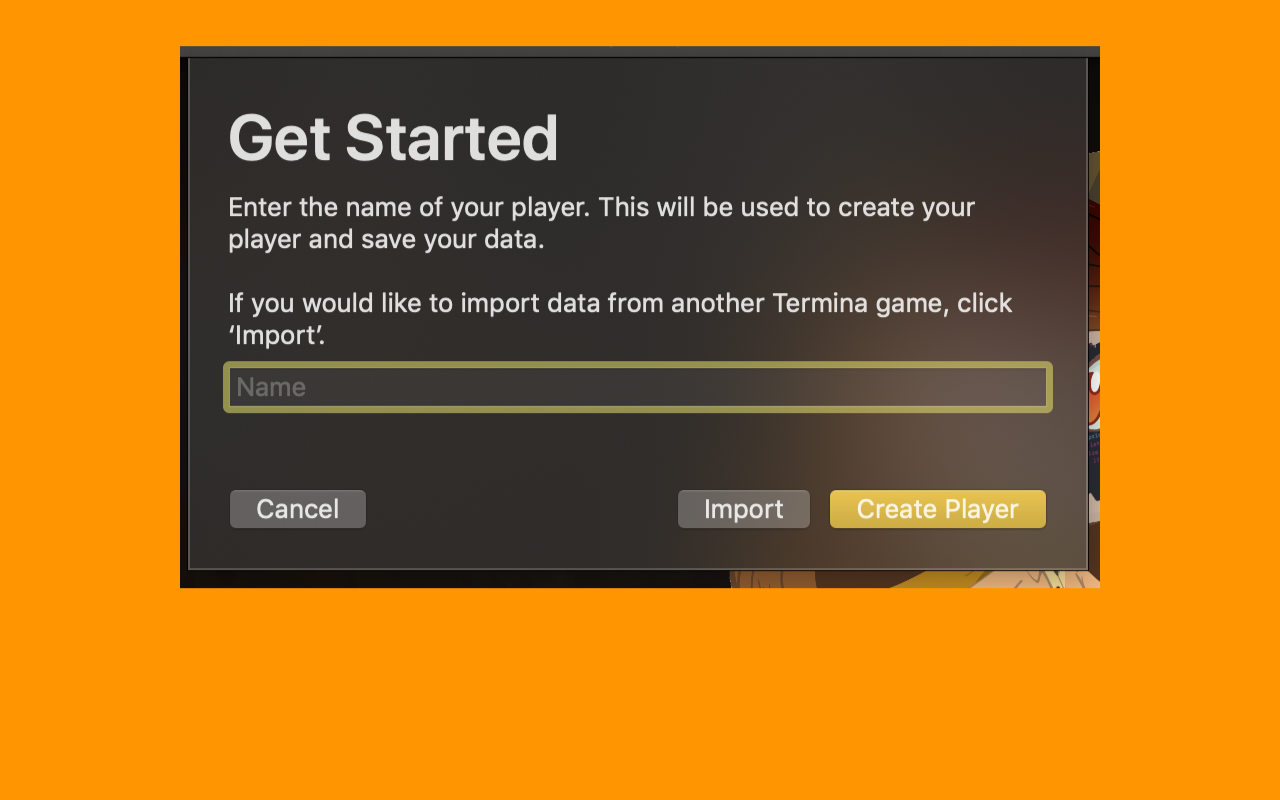 Get Started
Enter the name of your player. This will be used to create your
player and save your data.
If you would like to import data from another Termina game, click
‘Import’.
Name
Cancel
Import
Create Player